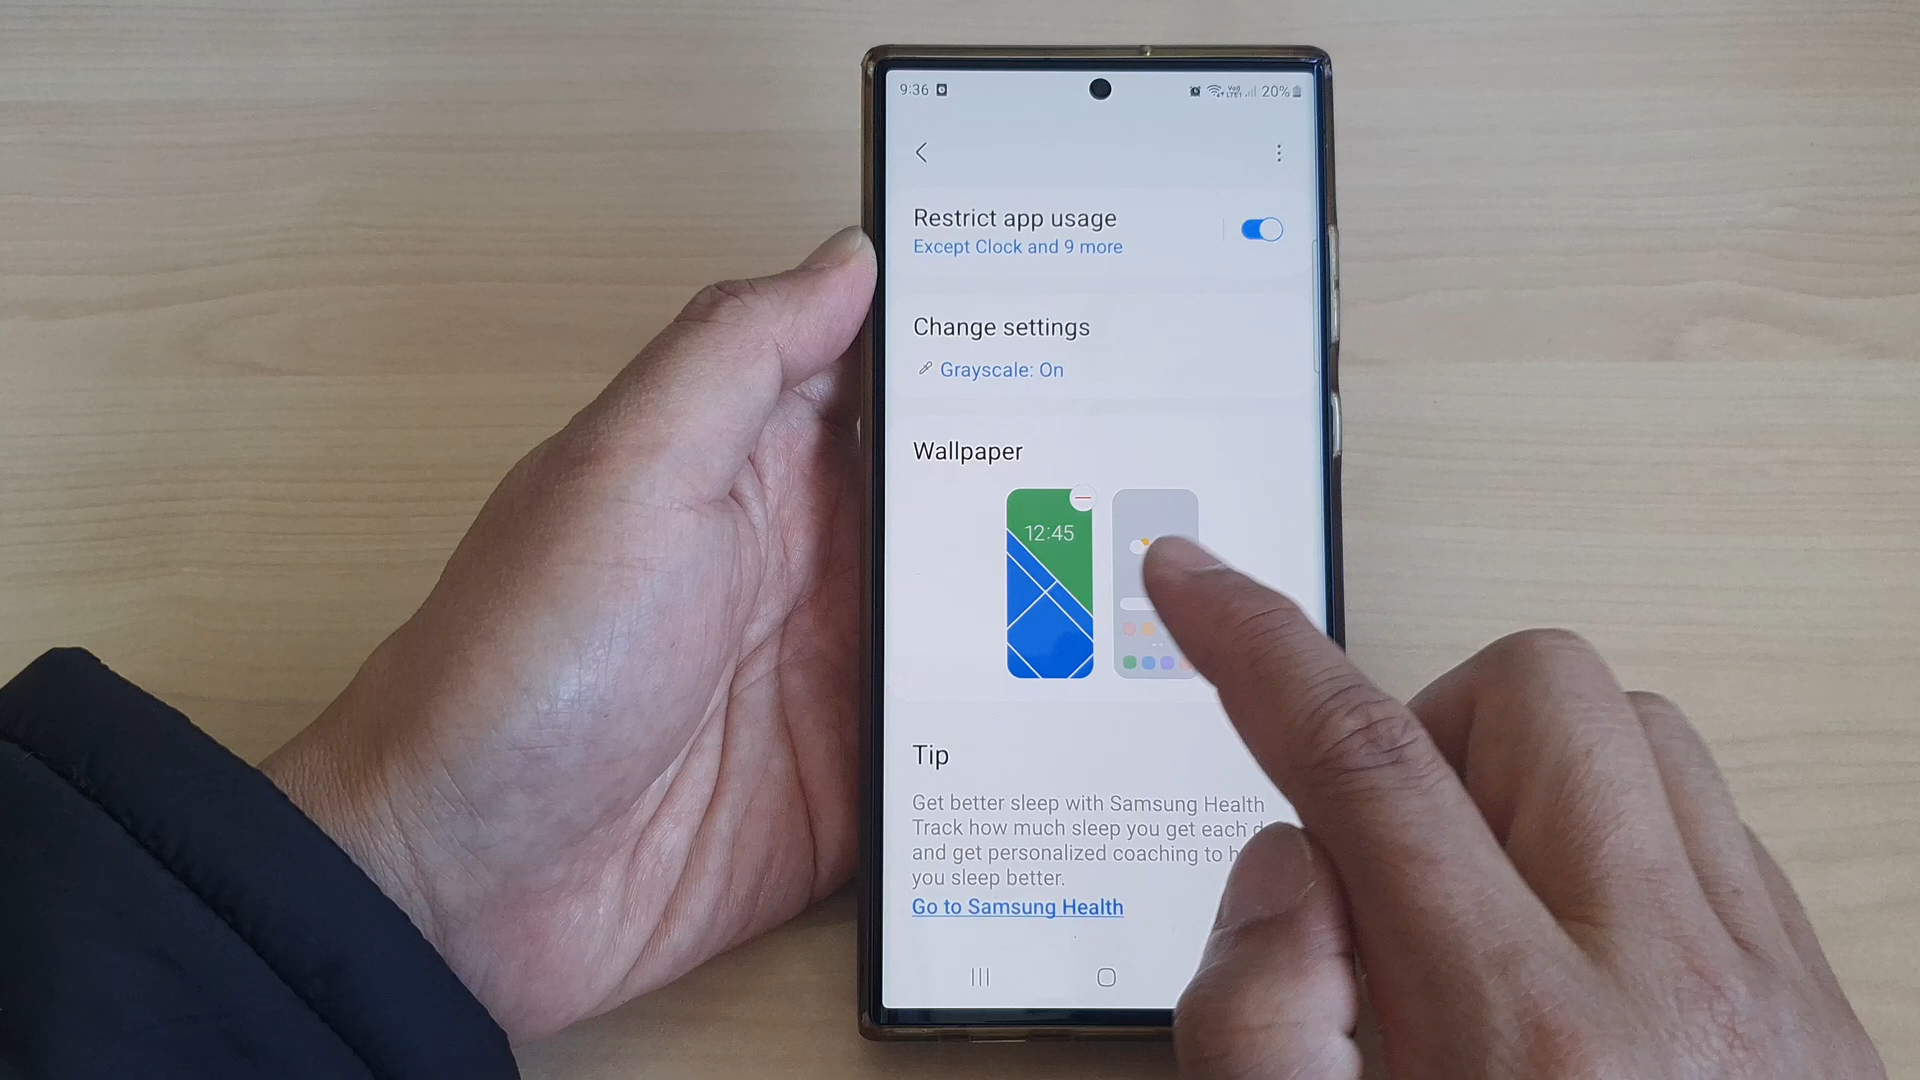 9:36
Vo)) LTE1 20%
Restrict app usage
Except Clock and 9 more
Change settings
Grayscale: On
Wallpaper
12:45
Tip
Get better sleep with Samsung Health
Track how much sleep you get each
and get personalized coaching to
you sleep better.
Go to Samsung Health